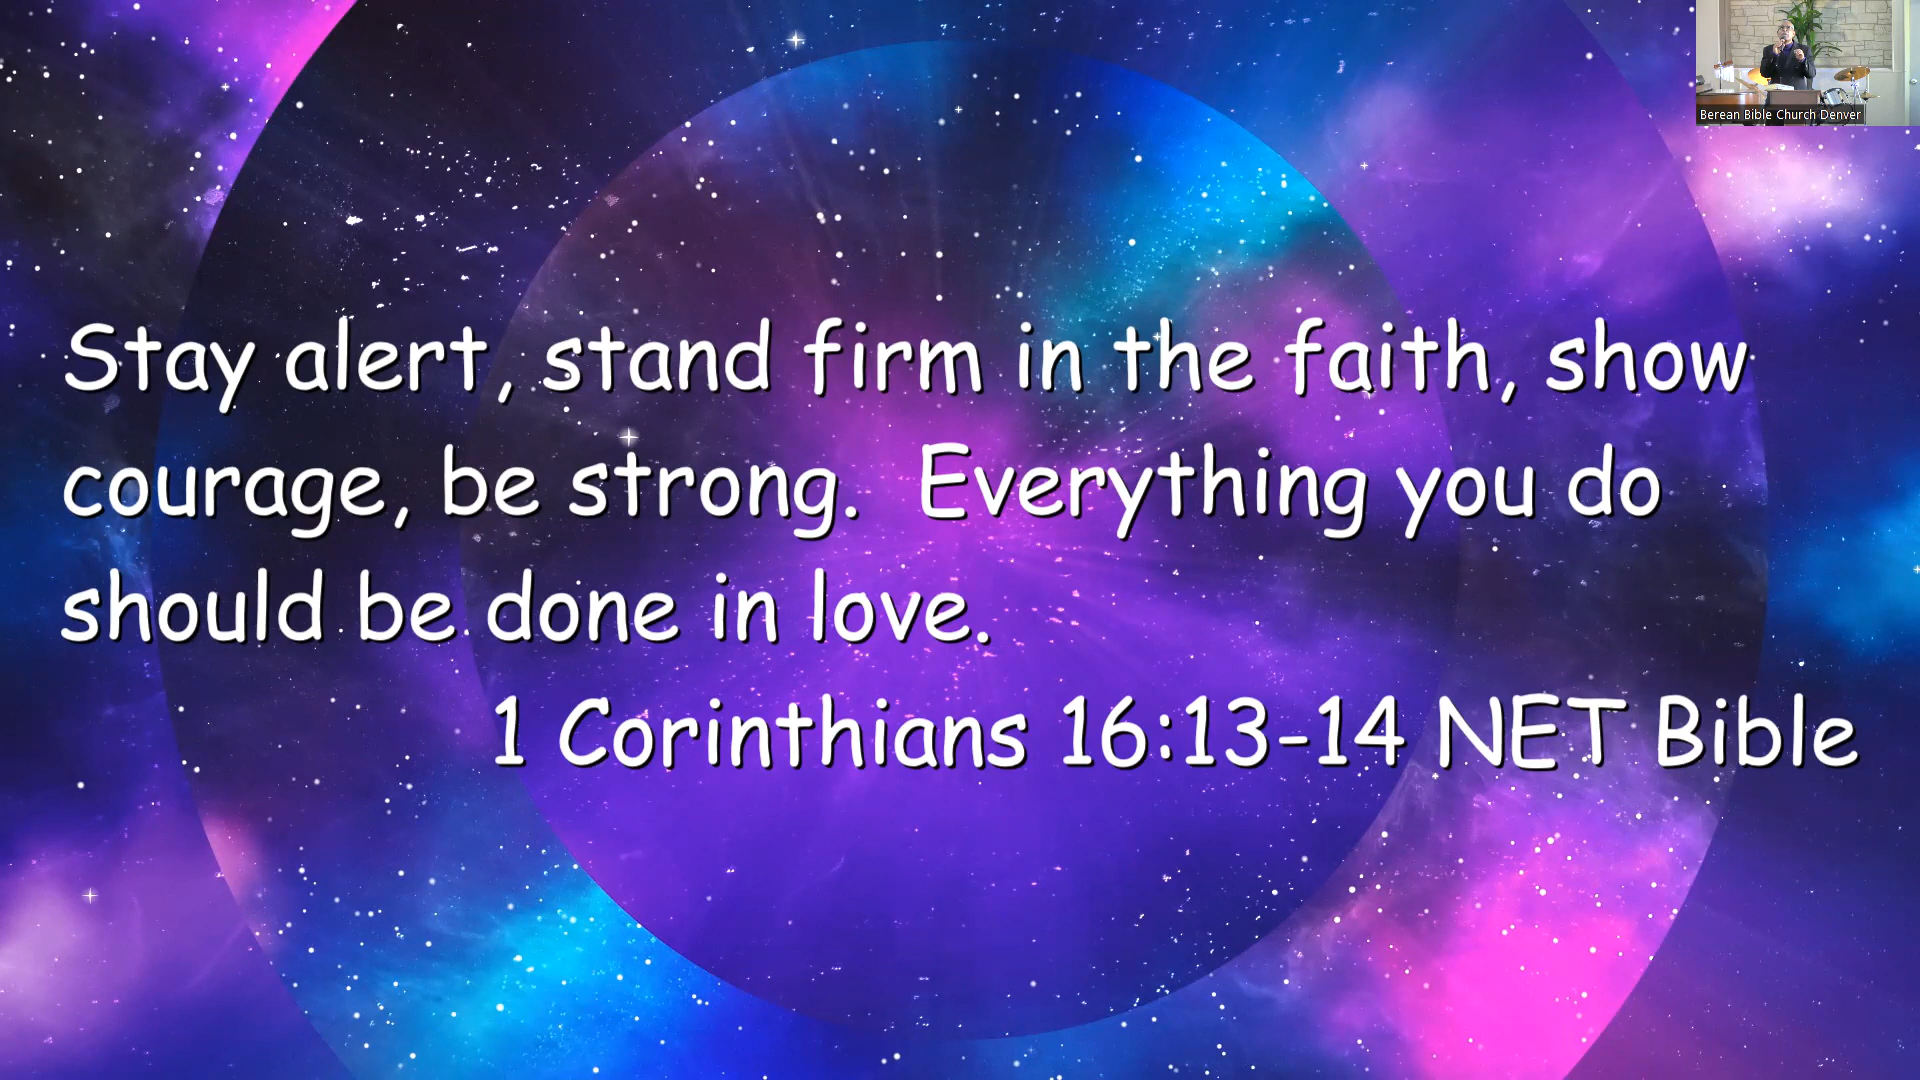 Berean Bible Church Denver
Stay alert, stand firm in the faith, show
courage, be strong.  Everything you do
should be done in love.
1 Corinthians 16:13-14 NET Bible